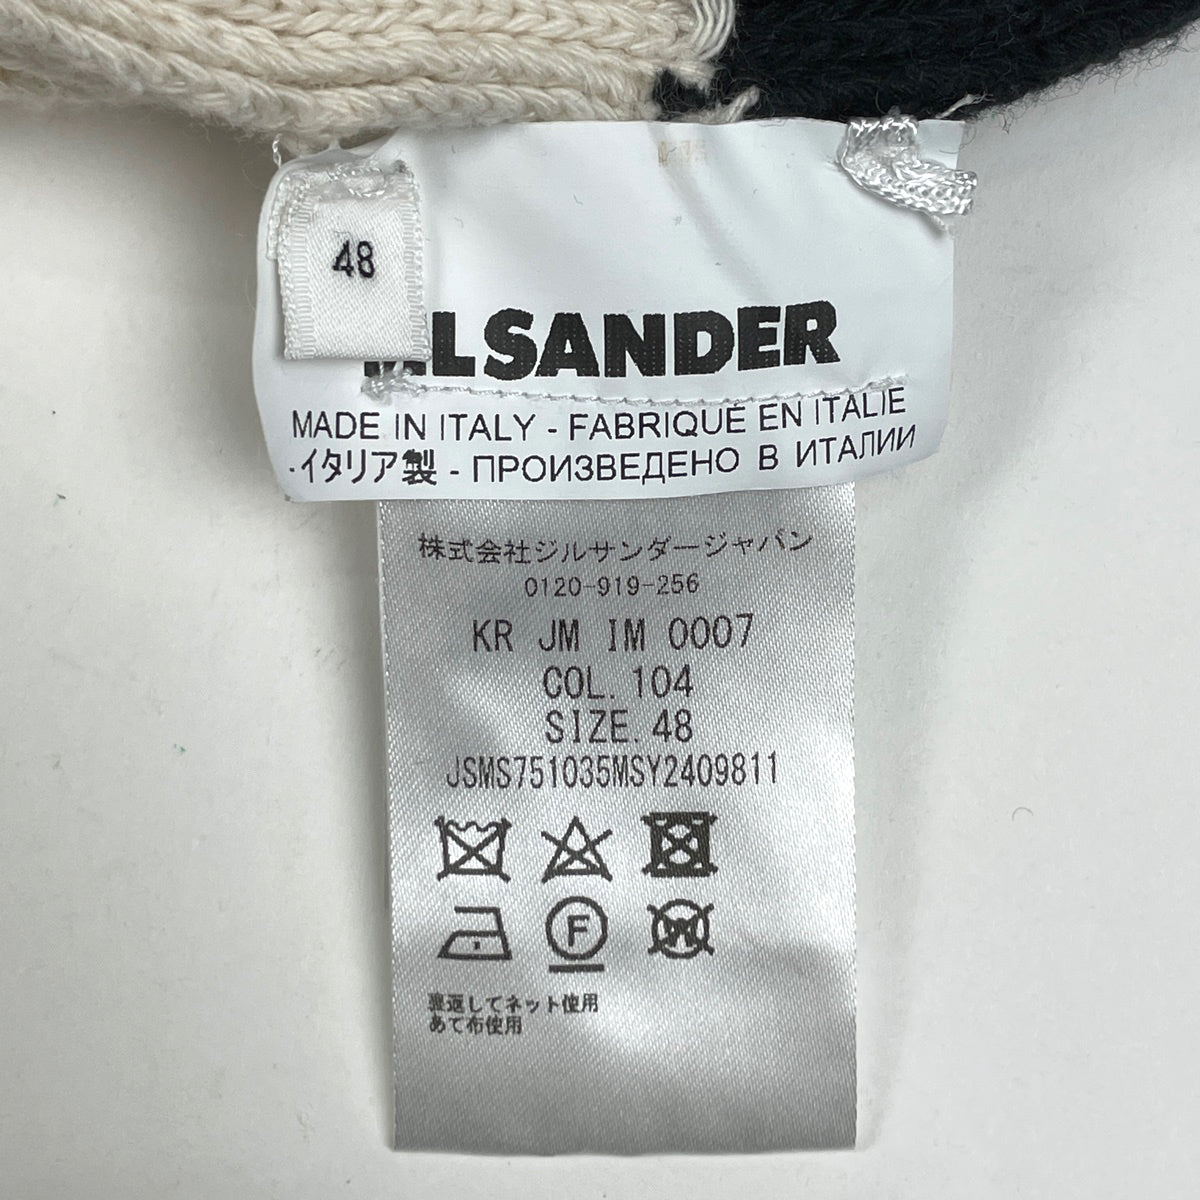 48
SANDER
MADE IN ITALY - FABRIQUÉ EN ITALIE
·イタリア製 - ПРОИЗВЕДЕНО В ИТАЛИИ
株式会社ジルサンダージャパン
0120-919-256
KR JM IM 0007
COL. 104
SIZE. 48
JSMS751035MSY2409811
F
W
裏返してネット使用
あて布使用